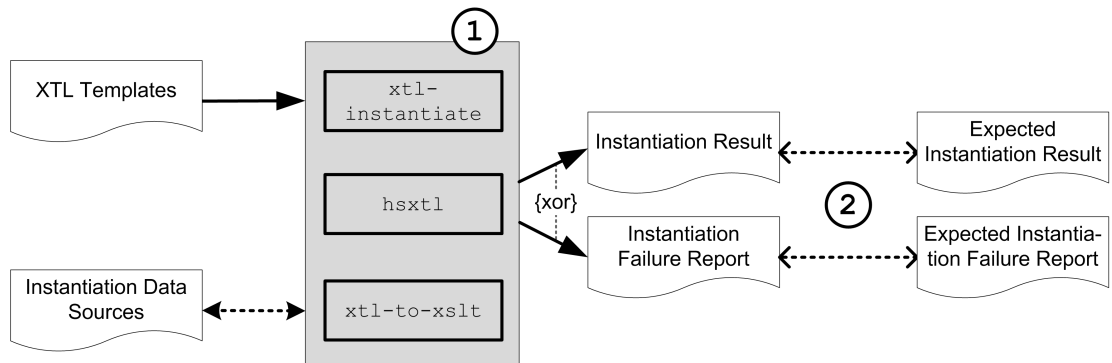 1
XTL Templates
xtl-
instantiate
Instantiation Result
Expected
Instantiation Result
hsxtl
{xor}
2
Instantiation
Failure Report
Expected Instantia-
tion Failure Report
Instantiation Data
Sources
xtl-to-xslt